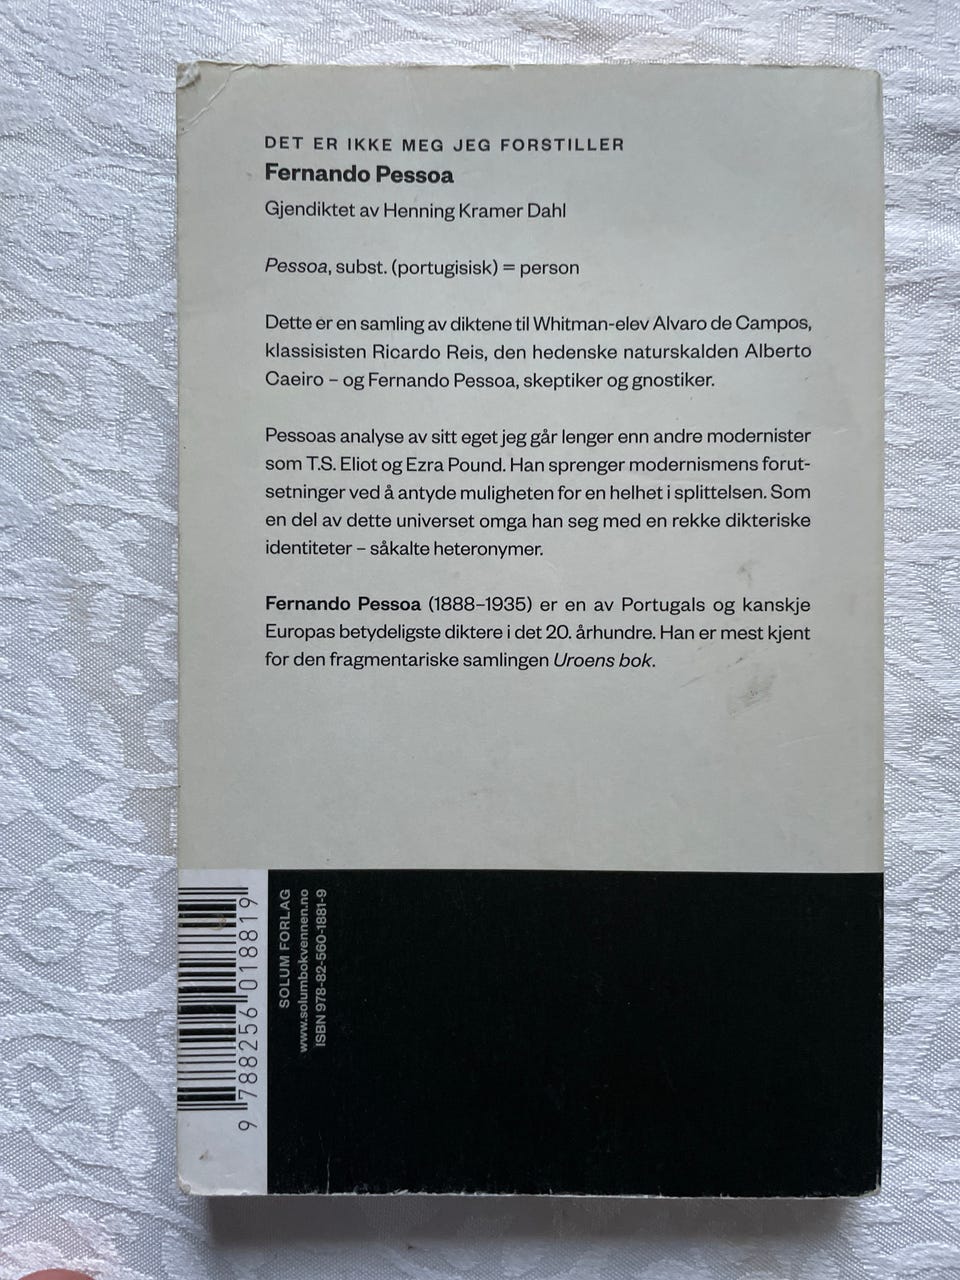 DET ER IKKE MEG JEG FORSTILLER
Fernando Pessoa
Gjendiktet av Henning Kramer Dahl
Pessoa, subst. (portugisisk) = person
Dette er en samling av diktene til Whitman-elev Alvaro de Campos,
klassisisten Ricardo Reis, den hedenske naturskalden Alberto
Caeiro – og Fernando Pessoa, skeptiker og gnostiker.
Pessoas analyse av sitt eget jeg går lenger enn andre modernister
som T.S. Eliot og Ezra Pound. Han sprenger modernismens forut-
setninger ved å antyde muligheten for en helhet i splittelsen. Som
en del av dette universet omga han seg med en rekke dikteriske
identiteter – såkalte heteronymer.
Fernando Pessoa (1888–1935) er en av Portugals og kanskje
Europas betydeligste diktere i det 20. århundre. Han er mest kjent
for den fragmentariske samlingen Uroens bok.
9 788256 018819
SOLUM FORLAG
www.solumbokvennen.no
ISBN 978-82-560-1881-9